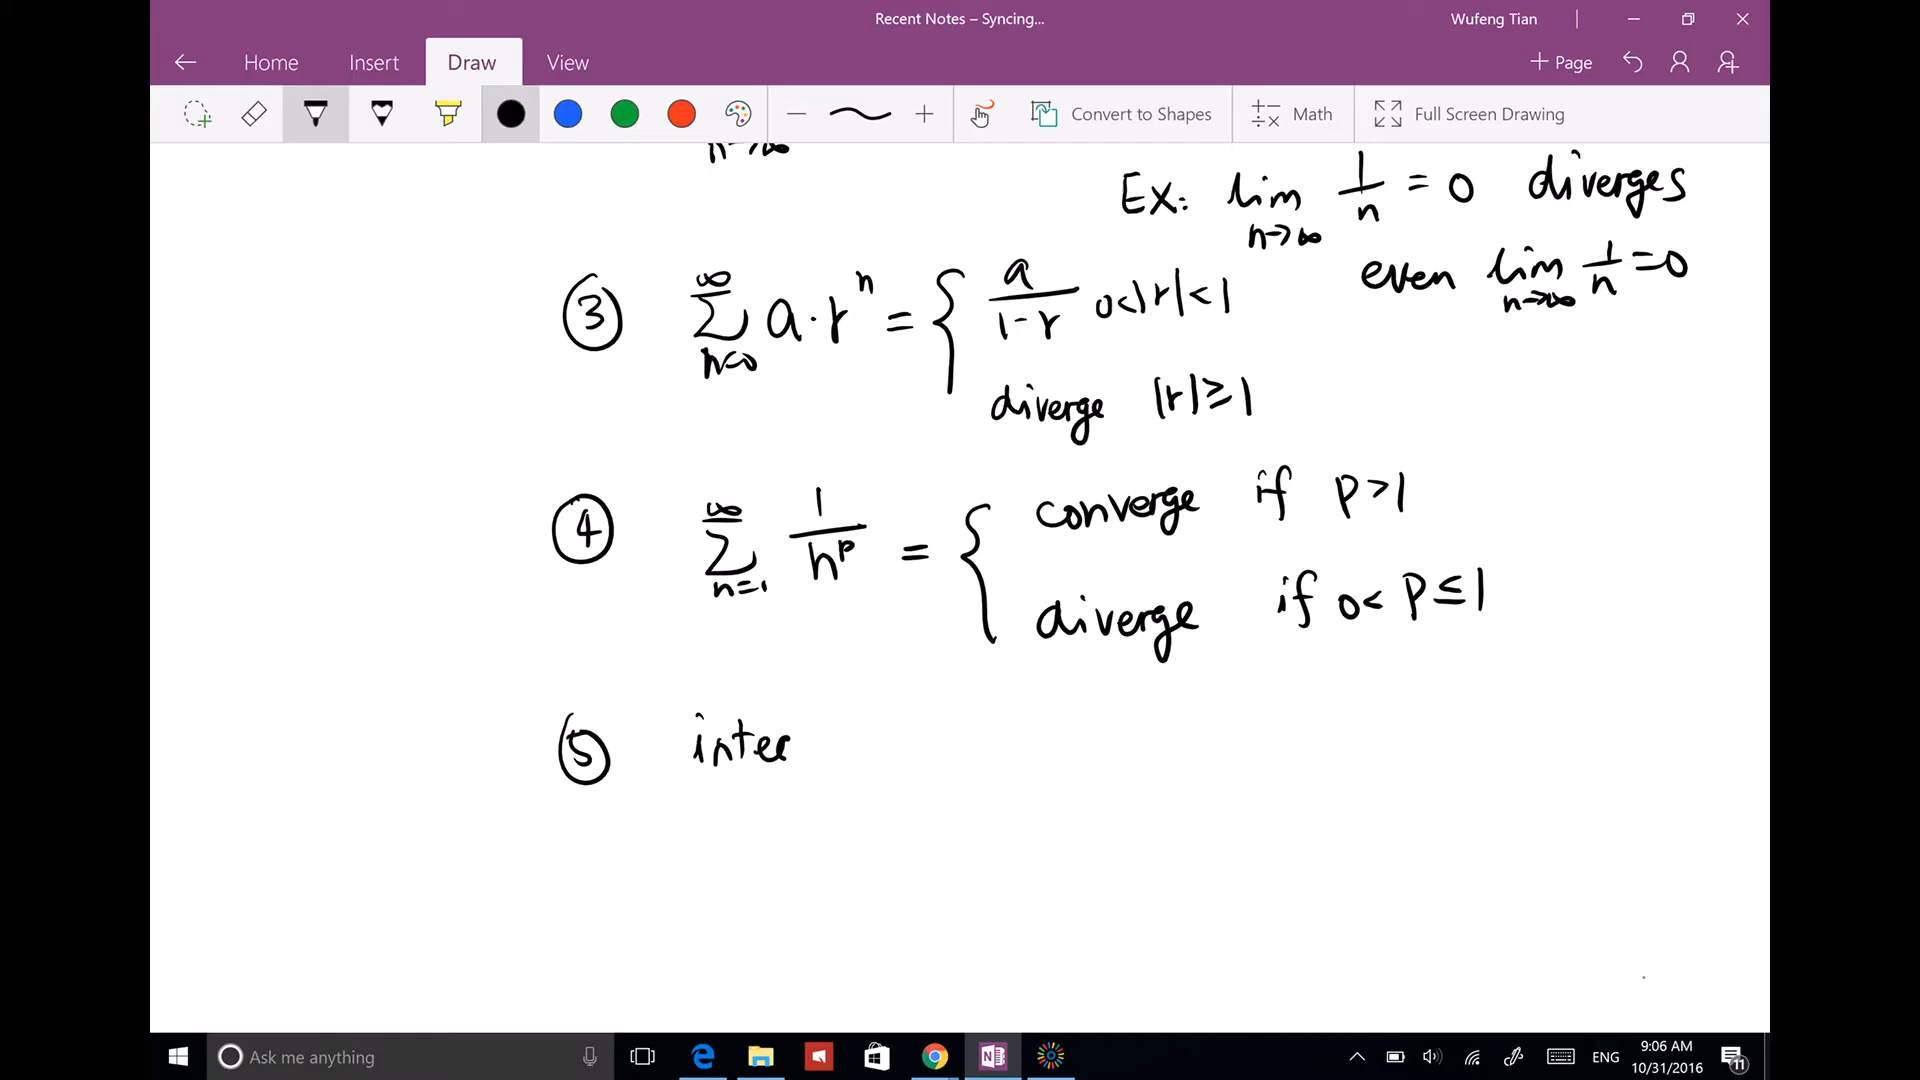 Recent Notes – Syncing...
Wufeng Tian
Home Insert Draw View
Page
Convert to Shapes Math Full Screen Drawing
n→∞
EX: lim n→∞ 1/n = 0 diverges
even lim n→∞ 1/n = 0
③ ∞ Σ n=0 a·r^n = { a/(1-r) 0<|r|<1
diverge |r|≥1
④ ∞ Σ n=1 1/n^p = { converge if p>1
diverge if 0< p≤1
⑤ inte
Ask me anything
ENG
9:06 AM
10/31/2016
11